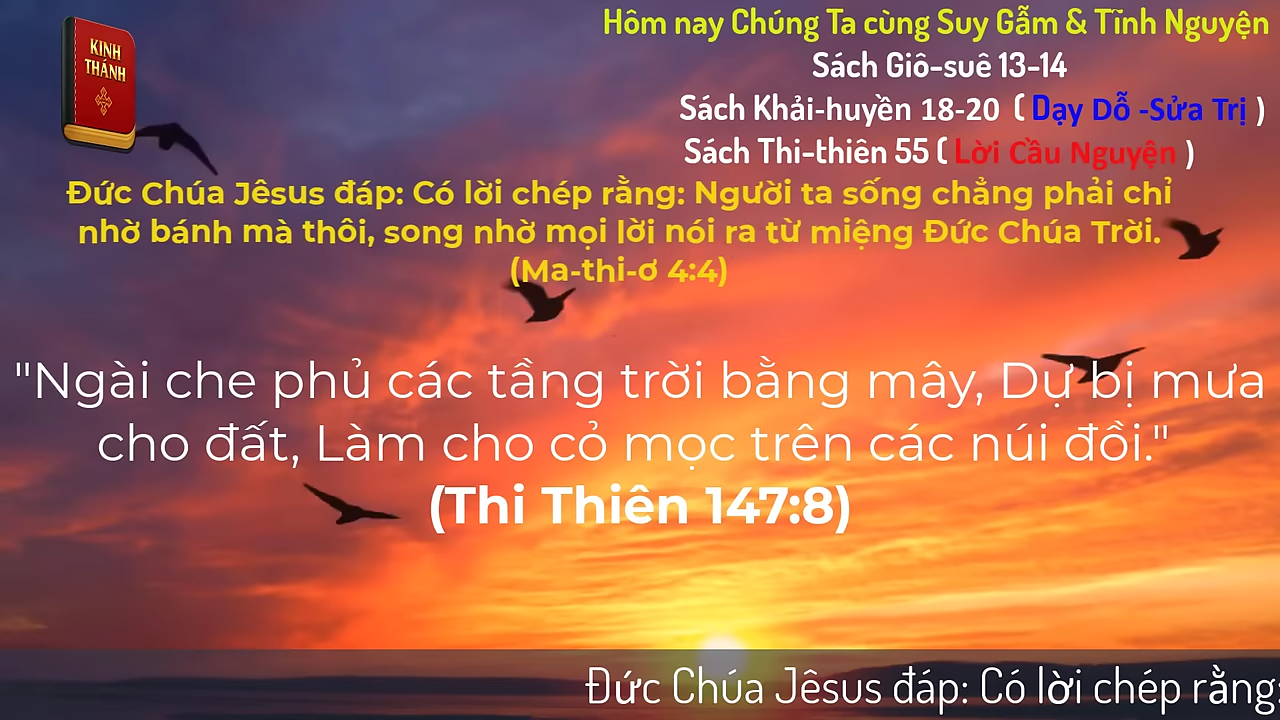 KINH
THÁNH
Hôm nay Chúng Ta cùng Suy Gẫm & Tĩnh Nguyện
Sách Giô-suê 13-14
Sách Khải-huyền 18-20 ( Dạy Dỗ -Sửa Trị )
Sách Thi-thiên 55 ( Lời Cầu Nguyện )
Đức Chúa Jêsus đáp: Có lời chép rằng: Người ta sống chẳng phải chỉ
nhờ bánh mà thôi, song nhờ mọi lời nói ra từ miệng Đức Chúa Trời.
(Ma-thi-ơ 4:4)
"Ngài che phủ các tầng trời bằng mây, Dự bị mưa
cho đất, Làm cho cỏ mọc trên các núi đồi."
(Thi Thiên 147:8)
Đức Chúa Jêsus đáp: Có lời chép rằng: